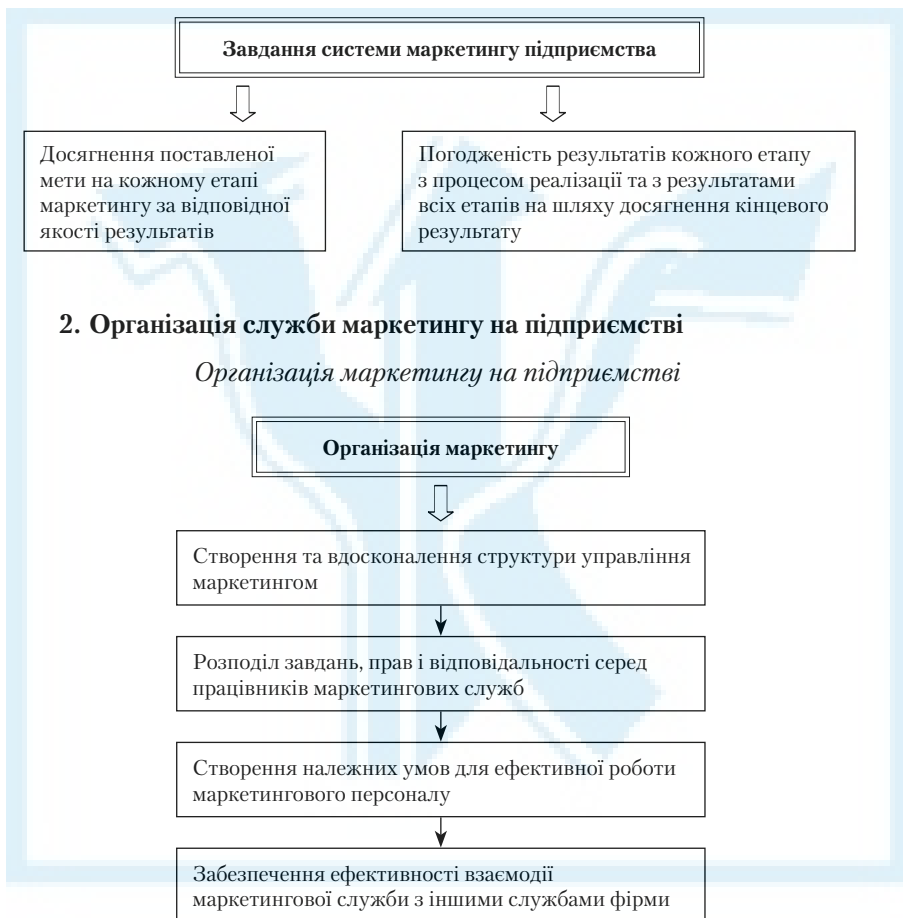 Завдання системи маркетингу підприємства
Досягнення поставленої
мети на кожному етапі
маркетингу за відповідної
якості результатів
Погодженість результатів кожного етапу
з процесом реалізації та з результатами
всіх етапів на шляху досягнення кінцевого
результату
2. Організація служби маркетингу на підприємстві
Організація маркетингу на підприємстві
Організація маркетингу
Створення та вдосконалення структури управління
маркетингом
Розподіл завдань, прав і відповідальності серед
працівників маркетингових служб
Створення належних умов для ефективної роботи
маркетингового персоналу
Забезпечення ефективності взаємодії
маркетингової служби з іншими службами фірми